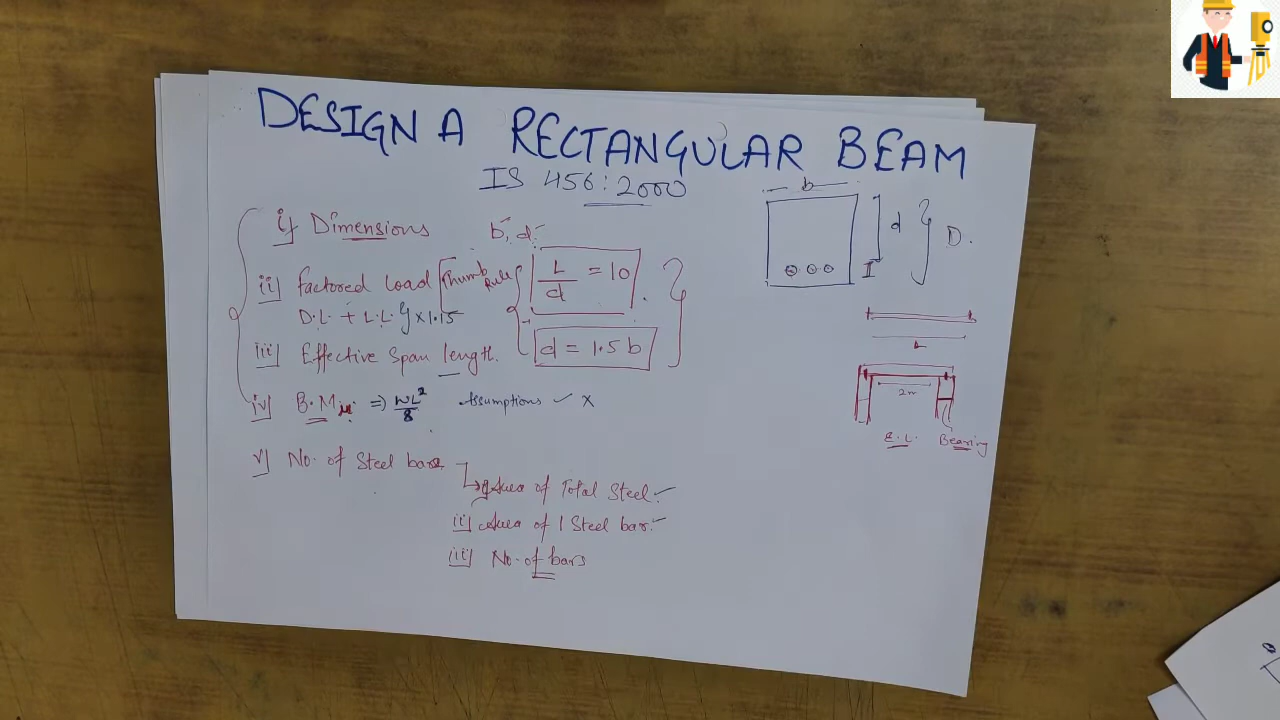 DESIGN A RECTANGULAR BEAM
IS 456:2000
i) Dimensions b, d.
ii) Factored Load [Thumb Rule L/d = 10
D.L. + L.L. } x 1.15
d = 1.5 b
iii) Effective Span length.
iv) B.Mu. => WL²/8 Assumptions ✓ x
v) No. of Steel bars
i) Area of Total Steel.
ii) Area of 1 Steel bar.
iii) No. of bars
b
d } D.
L
2m
E.L. Bearing